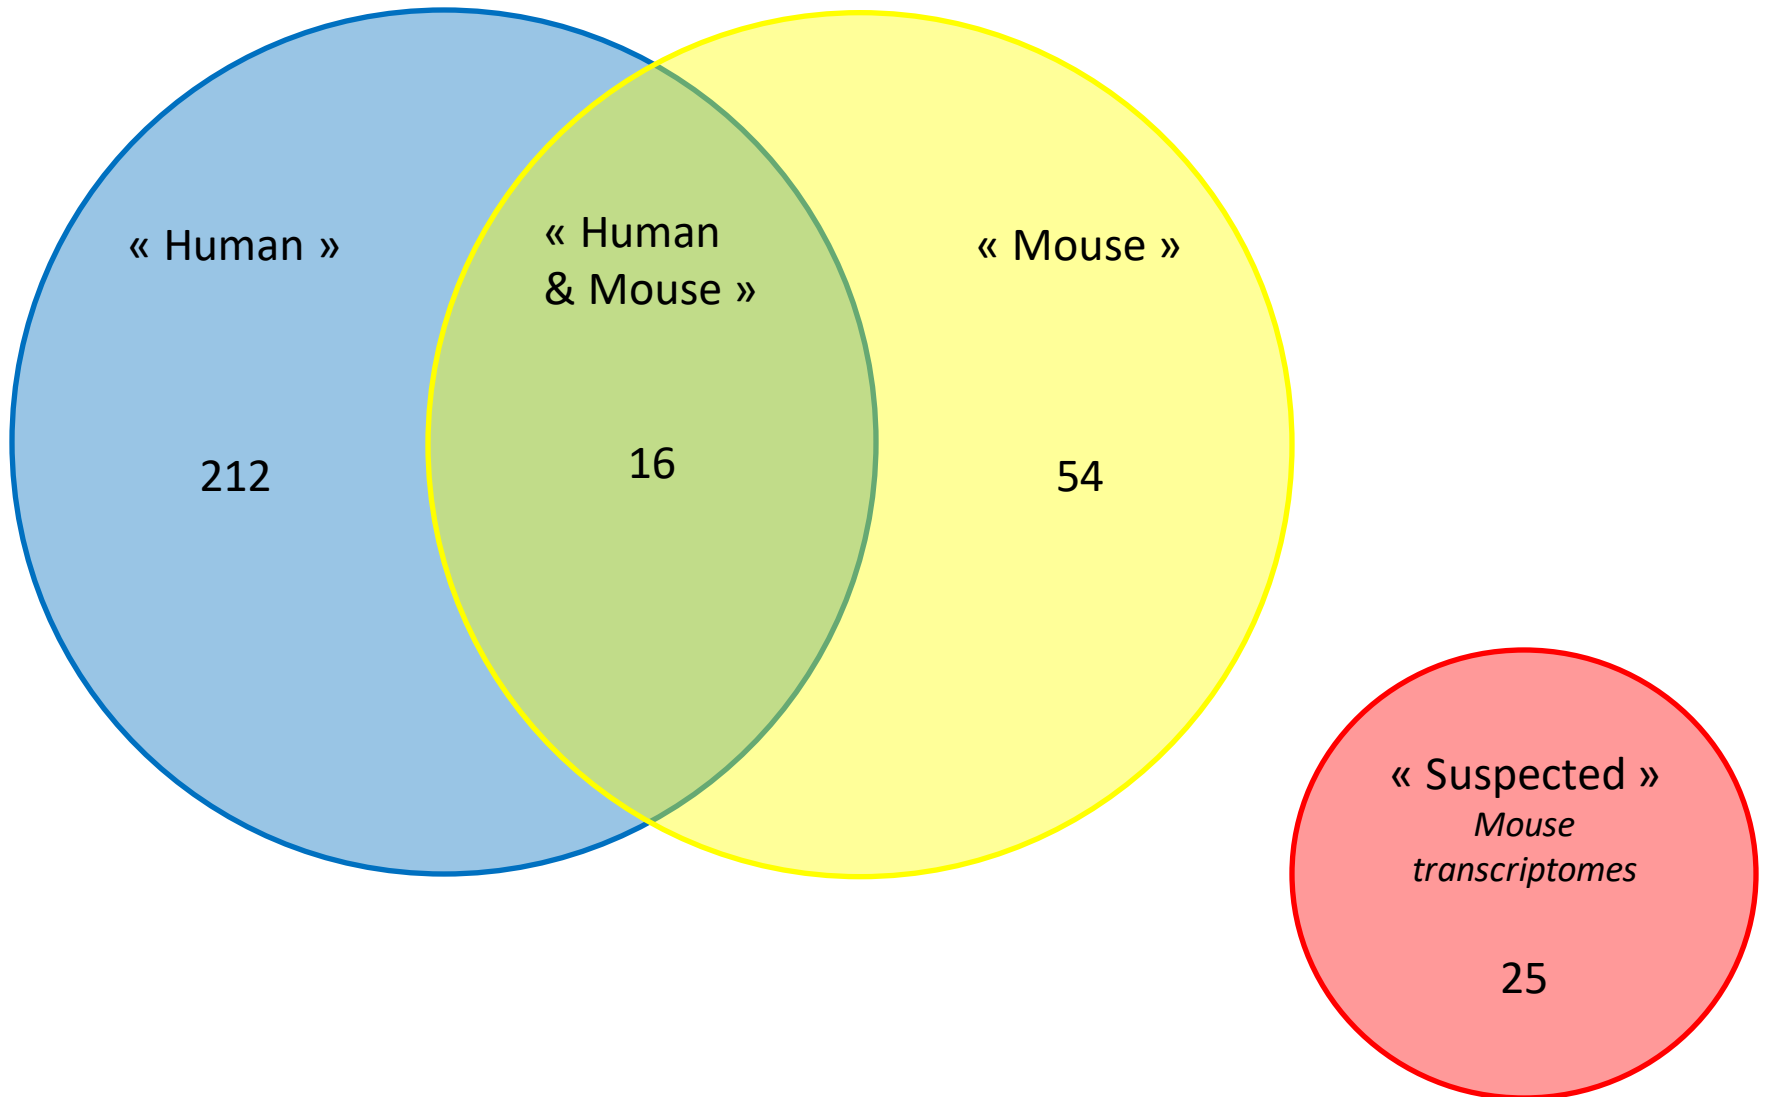 « Human »
212
« Human
& Mouse »
16
« Mouse »
54
« Suspected »
Mouse
transcriptomes
25